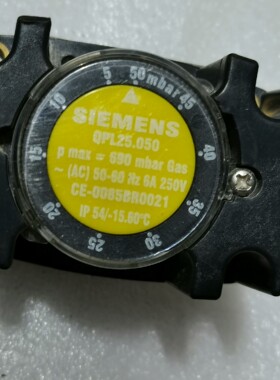 5 50 mbar 45
10 40
15 35
20 30
25
SIEMENS
QPL25.050
p max = 690 mbar Gas
~ (AC) 50-60 Hz 6A 250V
CE-0085BR0021
IP 54/-15.60°C